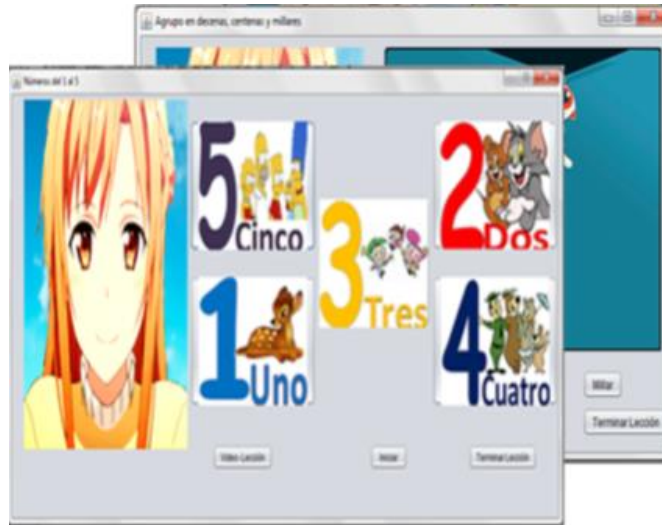 Agrupo en decenas, centenas y millares
Números del 1 al 5
5
Cinco
2
Dos
3
Tres
1
Uno
4
Cuatro
Millar
Terminar Lección
Video-Lección
Iniciar
Terminar Lección